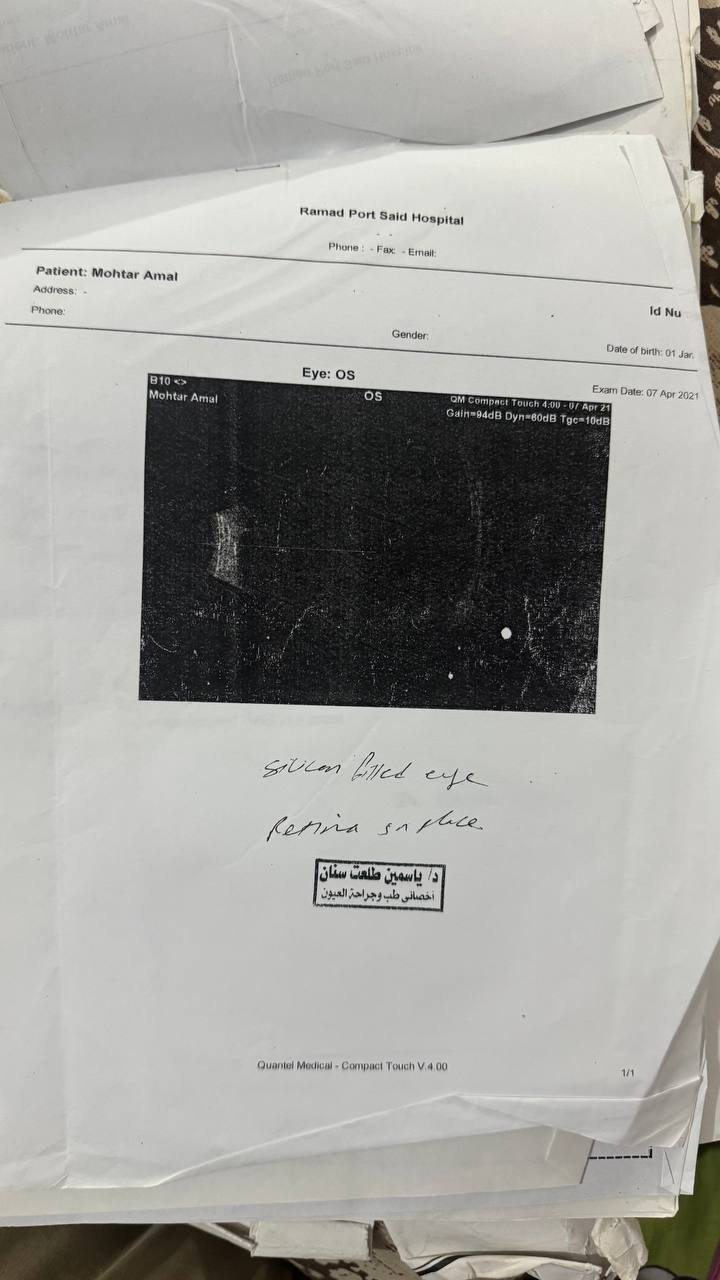 Ramad Port Said Hospital
- -
Phone : - Fax: - Email:
Patient: Mohtar Amal
Address: -
Id Nu
Phone:
Gender:
Date of birth: 01 Jan
Eye: OS
Exam Date: 07 Apr 2021
B10 <> OS QM Compact Touch 4.00 - 07 Apr 21
Mohtar Amal Gain=94dB Dyn=60dB Tgc=10dB
silicon filled eye
Retina in place
د/ ياسمين طلعت سنان
أخصائى طب وجراحة العيون
Quantel Medical - Compact Touch V.4.00
1/1